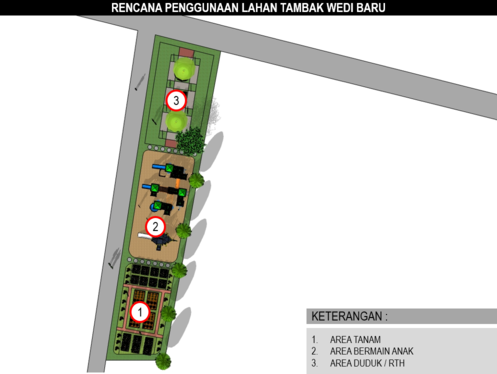 RENCANA PENGGUNAAN LAHAN TAMBAK WEDI BARU
3
2
1
KETERANGAN :
1. AREA TANAM
2. AREA BERMAIN ANAK
3. AREA DUDUK / RTH